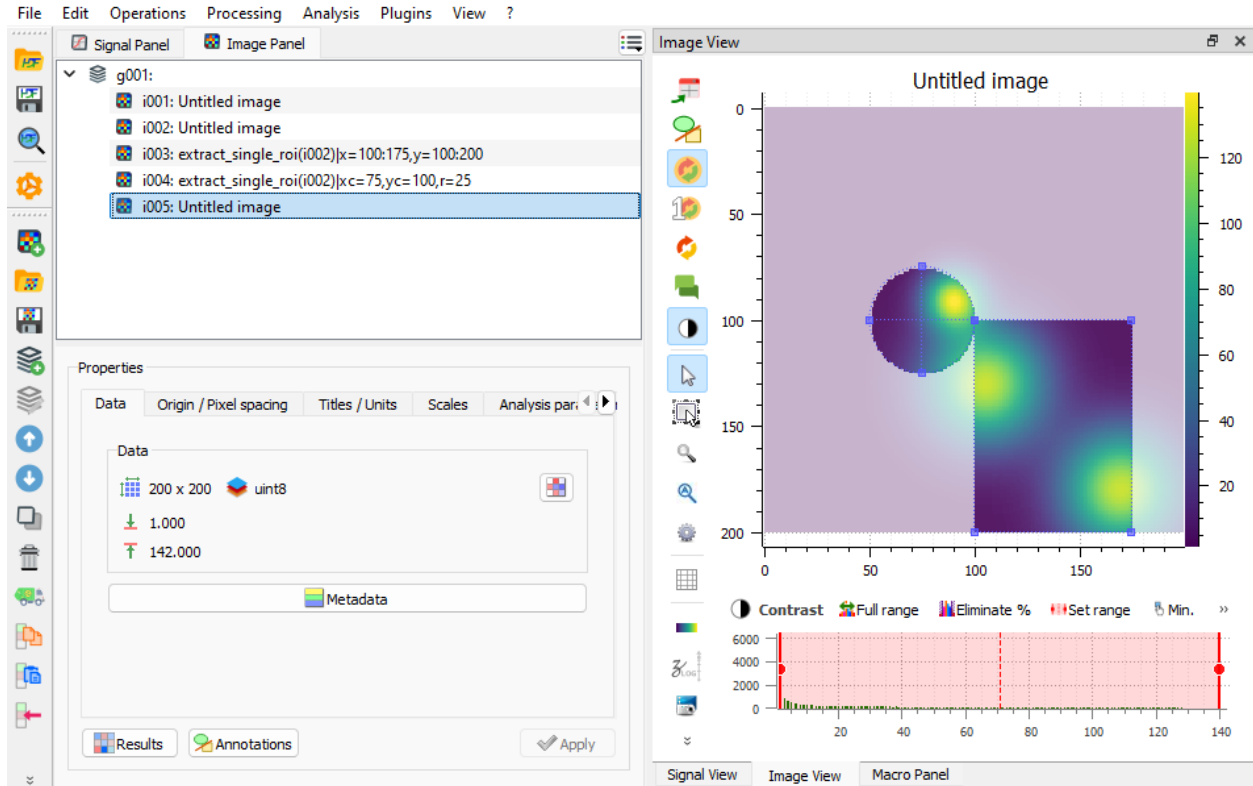 File Edit Operations Processing Analysis Plugins View ?
Signal Panel Image Panel
g001:
i001: Untitled image
i002: Untitled image
i003: extract_single_roi(i002)|x=100:175,y=100:200
i004: extract_single_roi(i002)|xc=75,yc=100,r=25
i005: Untitled image
Properties
Data Origin / Pixel spacing Titles / Units Scales Analysis par
Data
200 x 200 uint8
1.000
142.000
Metadata
Results Annotations Apply
Image View
Untitled image
0
50
100
150
200
0 50 100 150
120
100
80
60
40
20
Contrast Full range Eliminate % Set range Min. »
6000
4000
2000
0
20 40 60 80 100 120 140
Signal View Image View Macro Panel